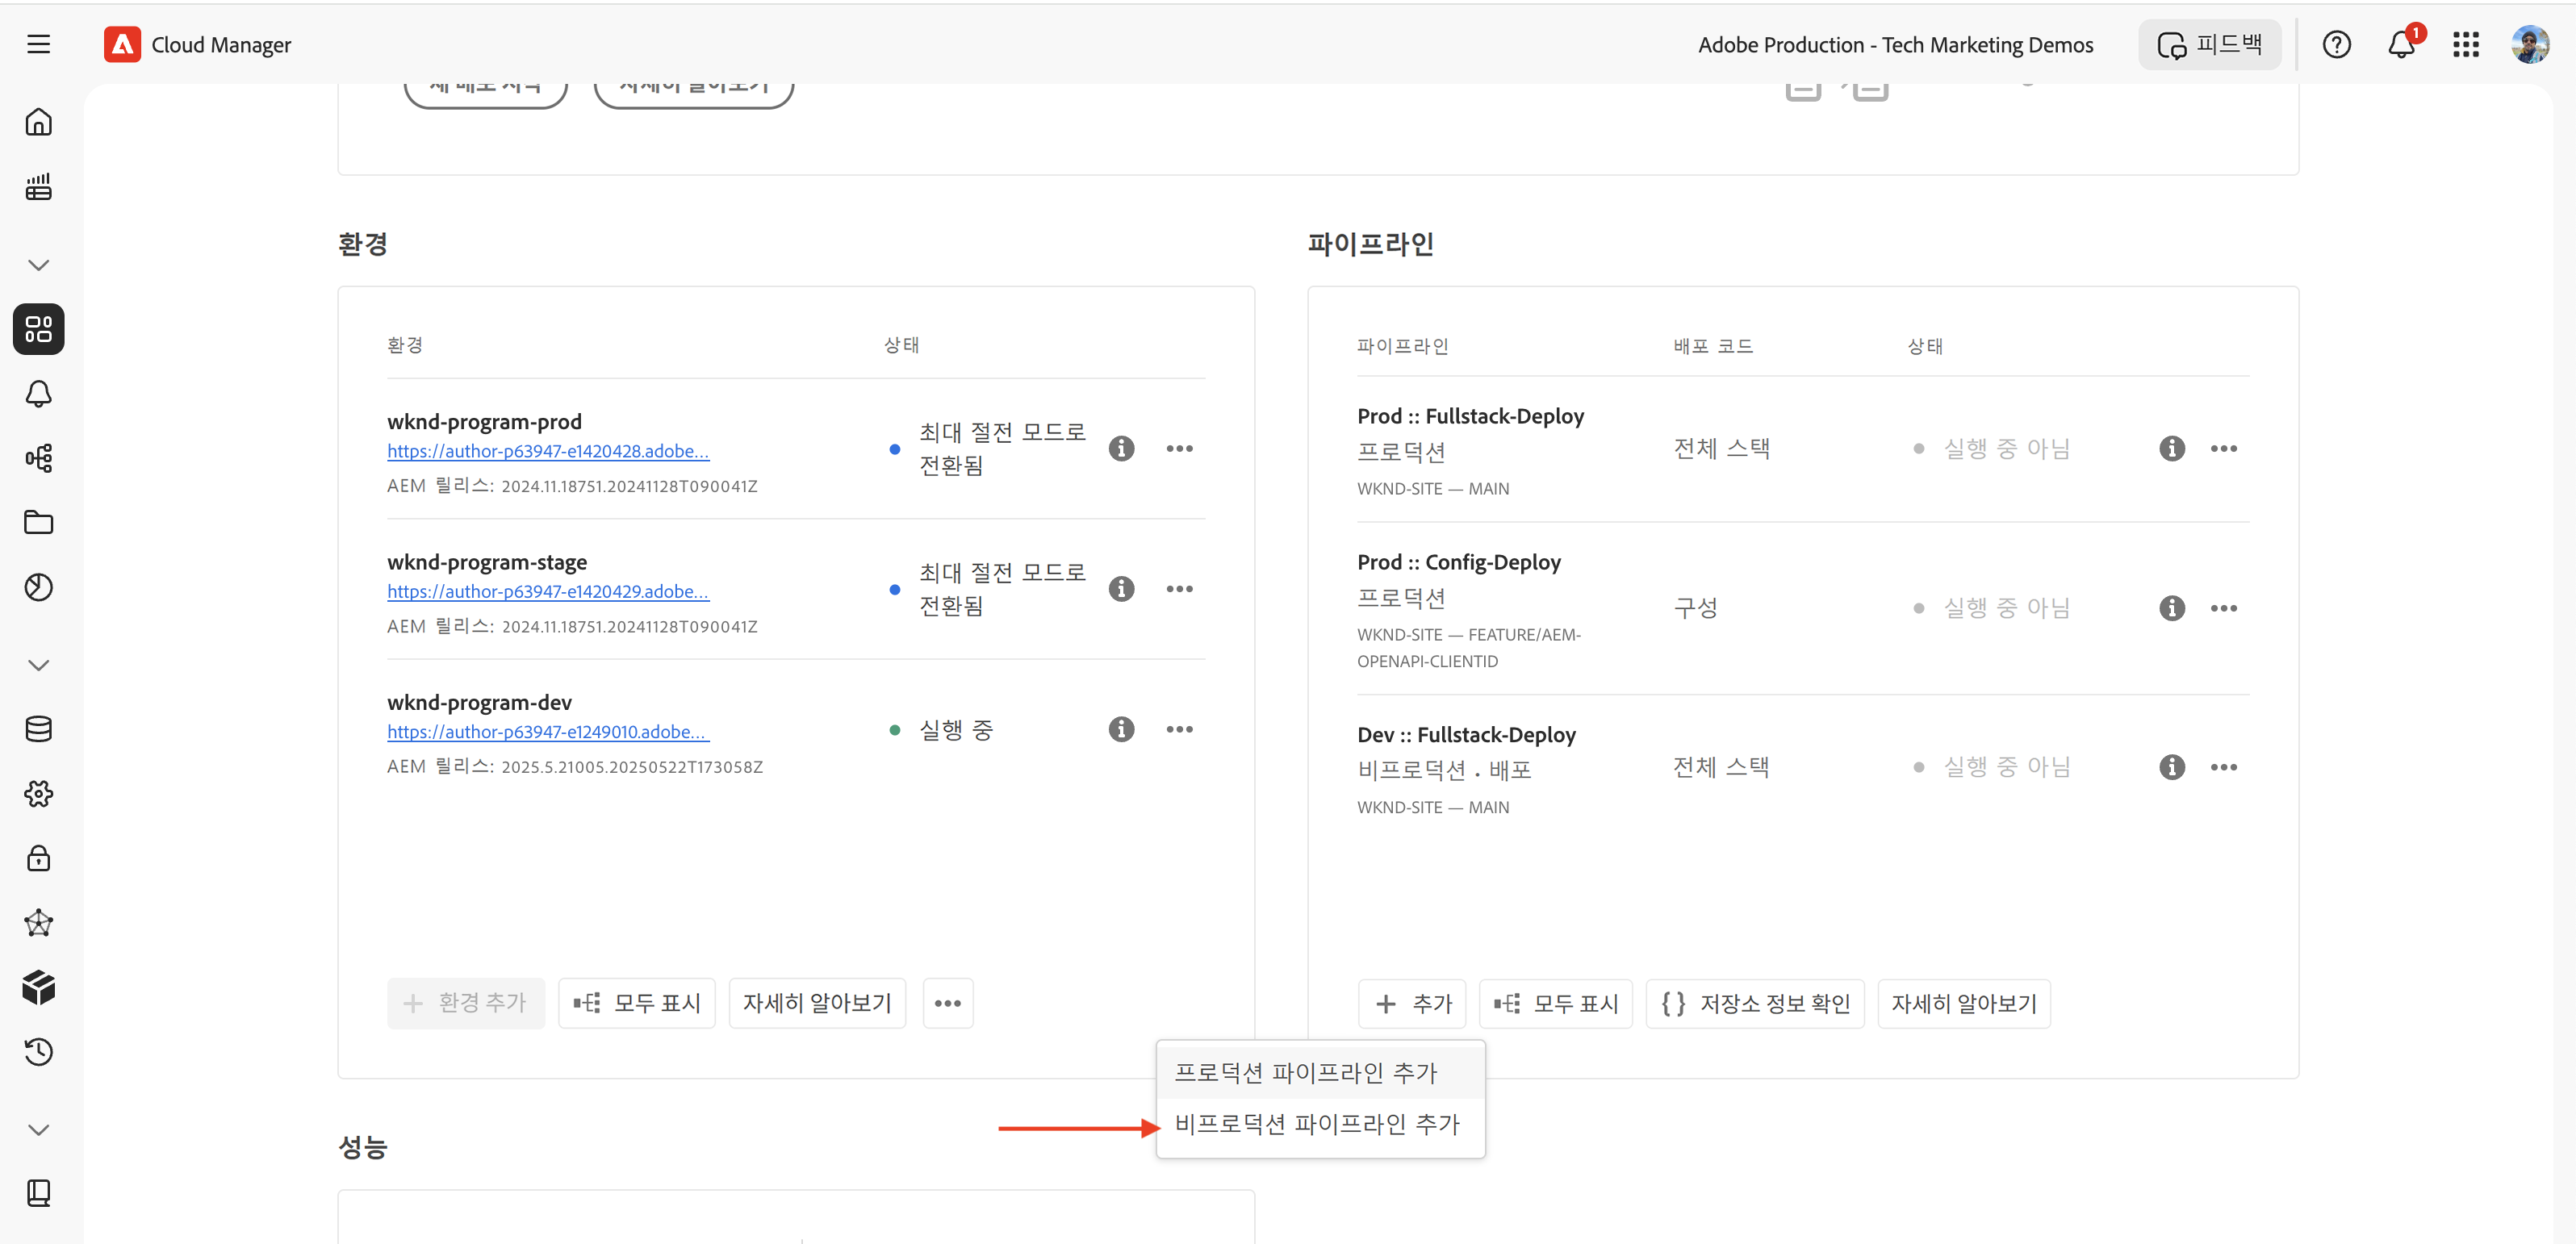 Cloud Manager
Adobe Production - Tech Marketing Demos
피드백
1
환경
파이프라인
환경
상태
wknd-program-prod
https://author-p63947-e1420428.adobe...
AEM 릴리스: 2024.11.18751.20241128T090041Z
최대 절전 모드로
전환됨
wknd-program-stage
https://author-p63947-e1420429.adobe...
AEM 릴리스: 2024.11.18751.20241128T090041Z
최대 절전 모드로
전환됨
wknd-program-dev
https://author-p63947-e1249010.adobe...
AEM 릴리스: 2025.5.21005.20250522T173058Z
실행 중
환경 추가
모두 표시
자세히 알아보기
파이프라인
배포 코드
상태
Prod :: Fullstack-Deploy
프로덕션
WKND-SITE — MAIN
전체 스택
실행 중 아님
Prod :: Config-Deploy
프로덕션
WKND-SITE — FEATURE/AEM-
OPENAPI-CLIENTID
구성
실행 중 아님
Dev :: Fullstack-Deploy
비프로덕션 . 배포
WKND-SITE — MAIN
전체 스택
실행 중 아님
추가
모두 표시
저장소 정보 확인
자세히 알아보기
프로덕션 파이프라인 추가
비프로덕션 파이프라인 추가
성능